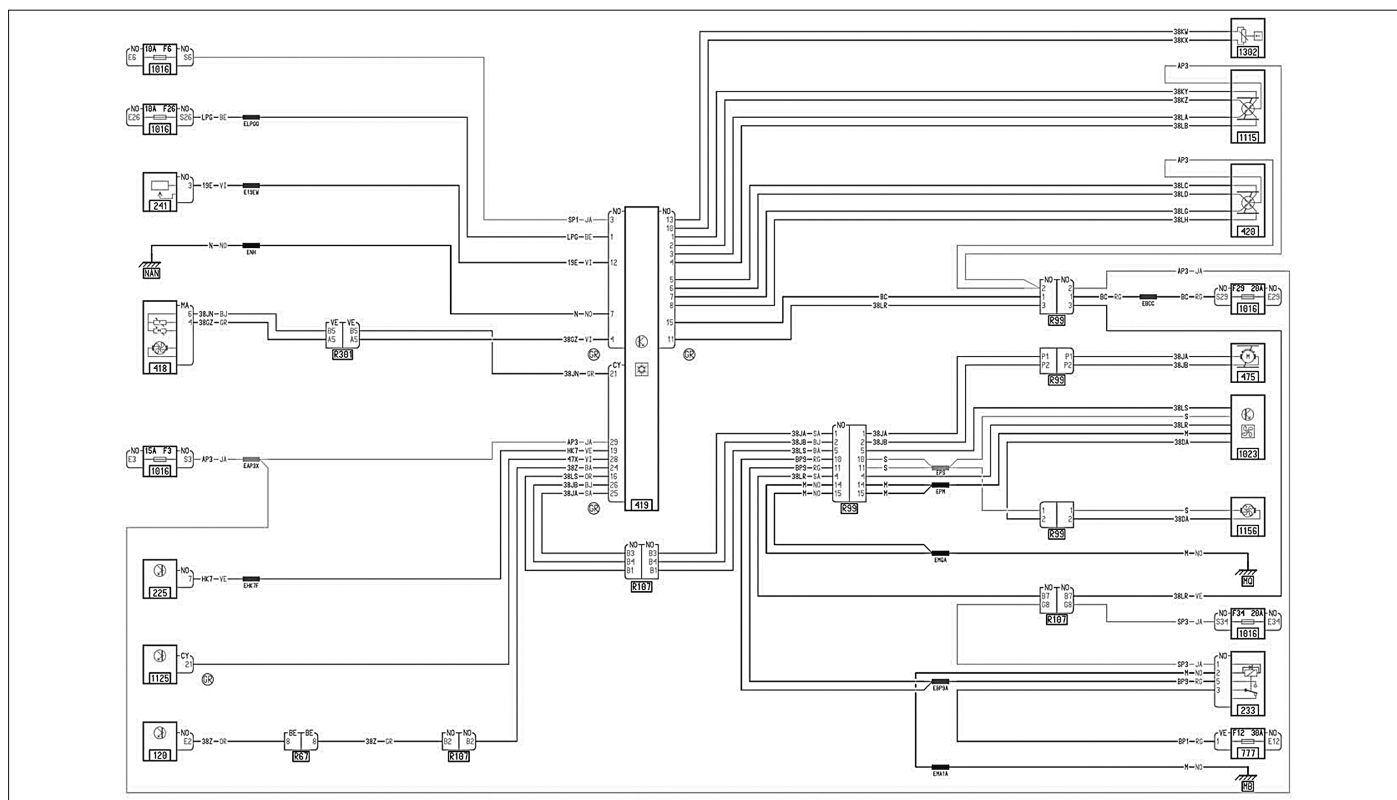 NO 10A F6 NO
E6 S6
1016
NO 10A F26 NO
E26 S26 LPG BE
ELPGG
1016
NO
3 19E VI
E19EW
241
N NO
ENH
NAN
MA
6 38JN BJ
4 38GZ GR
418
VE VE
B5 B5
A5 A5
R301
NO 15A F3 NO
E3 S3 AP3 JA
EAP3X
1016
NO
7 HK7 VE
EHK7F
225
CY
21
GR
1125
NO
E2 38Z OR
120
BE BE
8 8
R67
38Z GR
NO NO
B2 B2
R107
NO NO
SP1 JA 3
LPG BE 1
19E VI 12
N NO 7
38GZ VI 4
GR
CY
38JN GR 21
AP3 JA 29
HK7 VE 19
47X VI 28
38Z BA 24
38LS OR 16
38JB BJ 26
38JA SA 25
GR
419
13
10
1
2
3
4
5
6
7
8
15 BC
11 38LR
GR
NO NO
B3 B3
B4 B4
B1 B1
R107
38KW
38KX
1302
AP3
38KY
38KZ
38LA
38LB
1115
AP3
38LC
38LD
38LG
38LH
420
NO NO
2 2 AP3 JA
1 1 BC RG
EBCC
BC RG
3 3
R99
NO F29 20A NO
S29 E29
1016
P1 P1 38JA
P2 P2 38JB
R99
475
NO
38JA SA 1 1 38JA
38JB BJ 2 2 38JB
38LS BA 5 5
BP9 RG 10 10 S
BP9 RG 11 11 S
38LR SA 4 4
M NO 14 14 M
M NO 15 15 M
R99
EPS
EPM
38LS
S
38LR
M
38DA
1023
1 1 S
2 2 38DA
R99
1156
EMQA
M NO
MQ
NO NO
B7 B7 38LR VE
G8 G8
R107
SP3 JA
NO F34 20A NO
S34 E34
1016
NO
SP3 JA 1
M NO 2
BP9 RG 5
3
EBP9A
233
BP1 RG
VE F12 30A NO
1 E12
777
EMA1A
M NO
MB